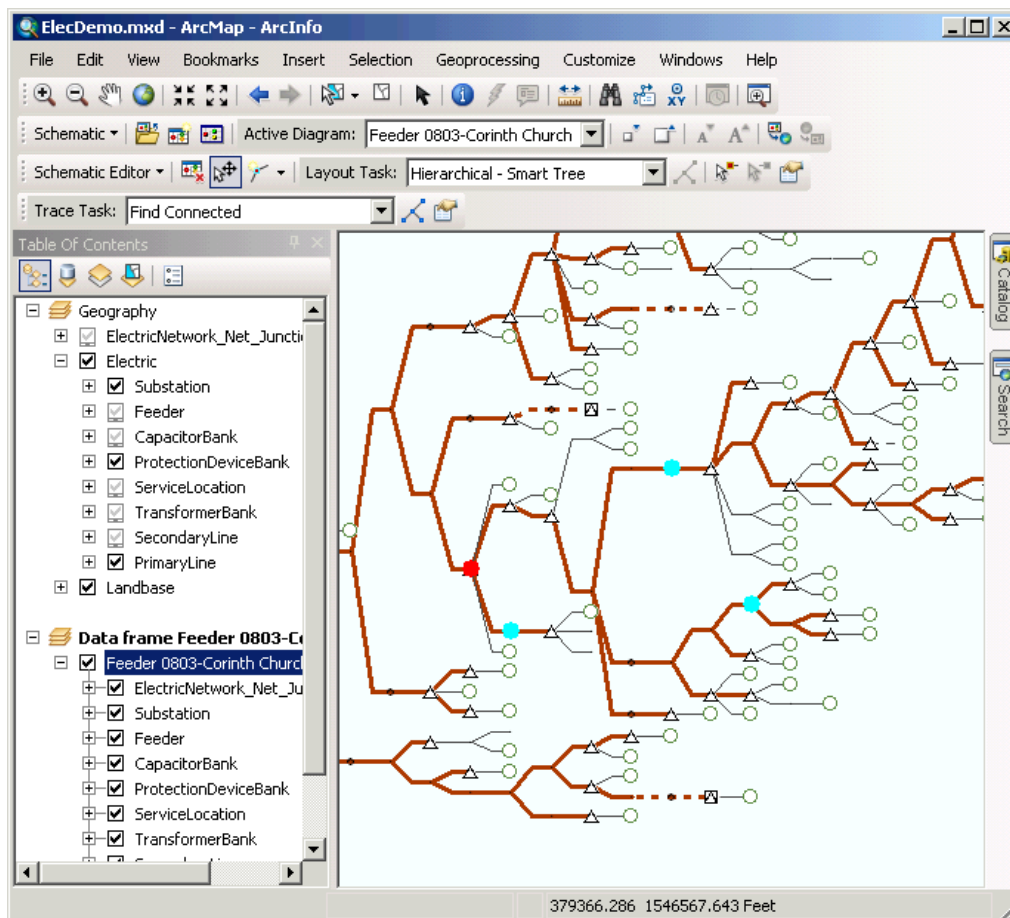 ElecDemo.mxd - ArcMap - ArcInfo
File Edit View Bookmarks Insert Selection Geoprocessing Customize Windows Help
XY
Schematic Active Diagram: Feeder 0803-Corinth Church A A
Schematic Editor Layout Task: Hierarchical - Smart Tree
Trace Task: Find Connected
Table Of Contents
Geography
ElectricNetwork_Net_Juncti
Electric
Substation
Feeder
CapacitorBank
ProtectionDeviceBank
ServiceLocation
TransformerBank
SecondaryLine
PrimaryLine
Landbase
Data frame Feeder 0803-Co
Feeder 0803-Corinth Churc
ElectricNetwork_Net_Ju
Substation
Feeder
CapacitorBank
ProtectionDeviceBank
ServiceLocation
TransformerBank
Catalog
Search
379366.286 1546567.643 Feet